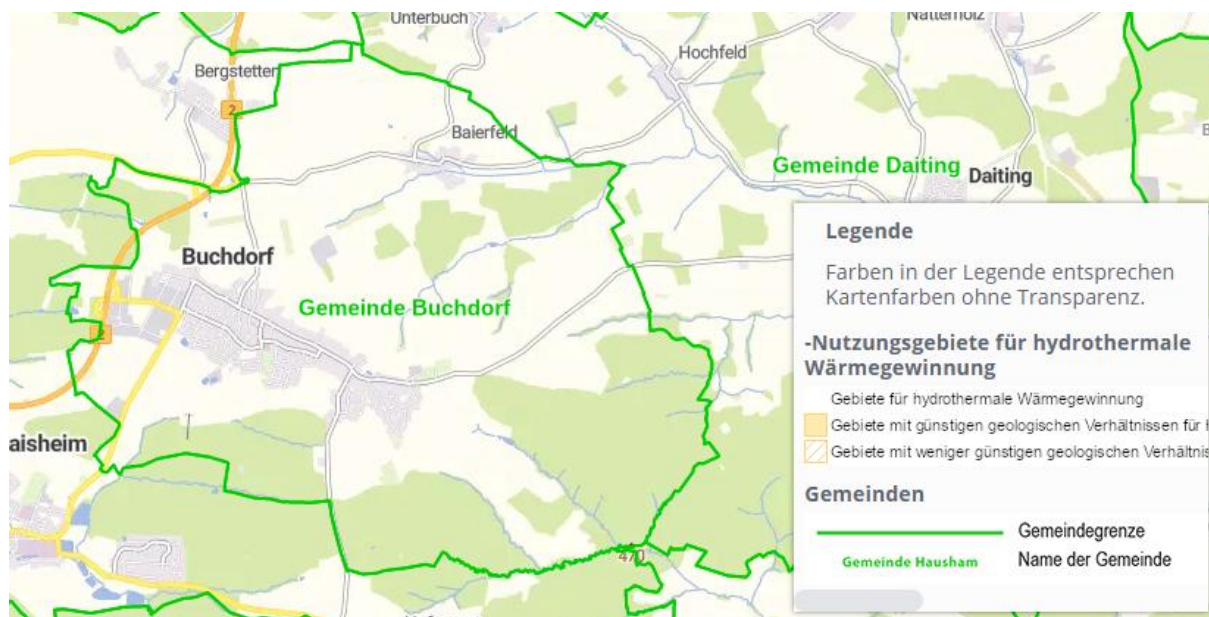 Unterbuch
Natterholz
Hochfeld
Bergstetten
2
Baierfeld
Gemeinde Daiting
Daiting
Buchdorf
Gemeinde Buchdorf
2
aisheim
470
Legende
Farben in der Legende entsprechen
Kartenfarben ohne Transparenz.
-Nutzungsgebiete für hydrothermale
Wärmegewinnung
Gebiete für hydrothermale Wärmegewinnung
Gebiete mit günstigen geologischen Verhältnissen für
Gebiete mit weniger günstigen geologischen Verhältnis
Gemeinden
Gemeindegrenze
Gemeinde Hausham
Name der Gemeinde